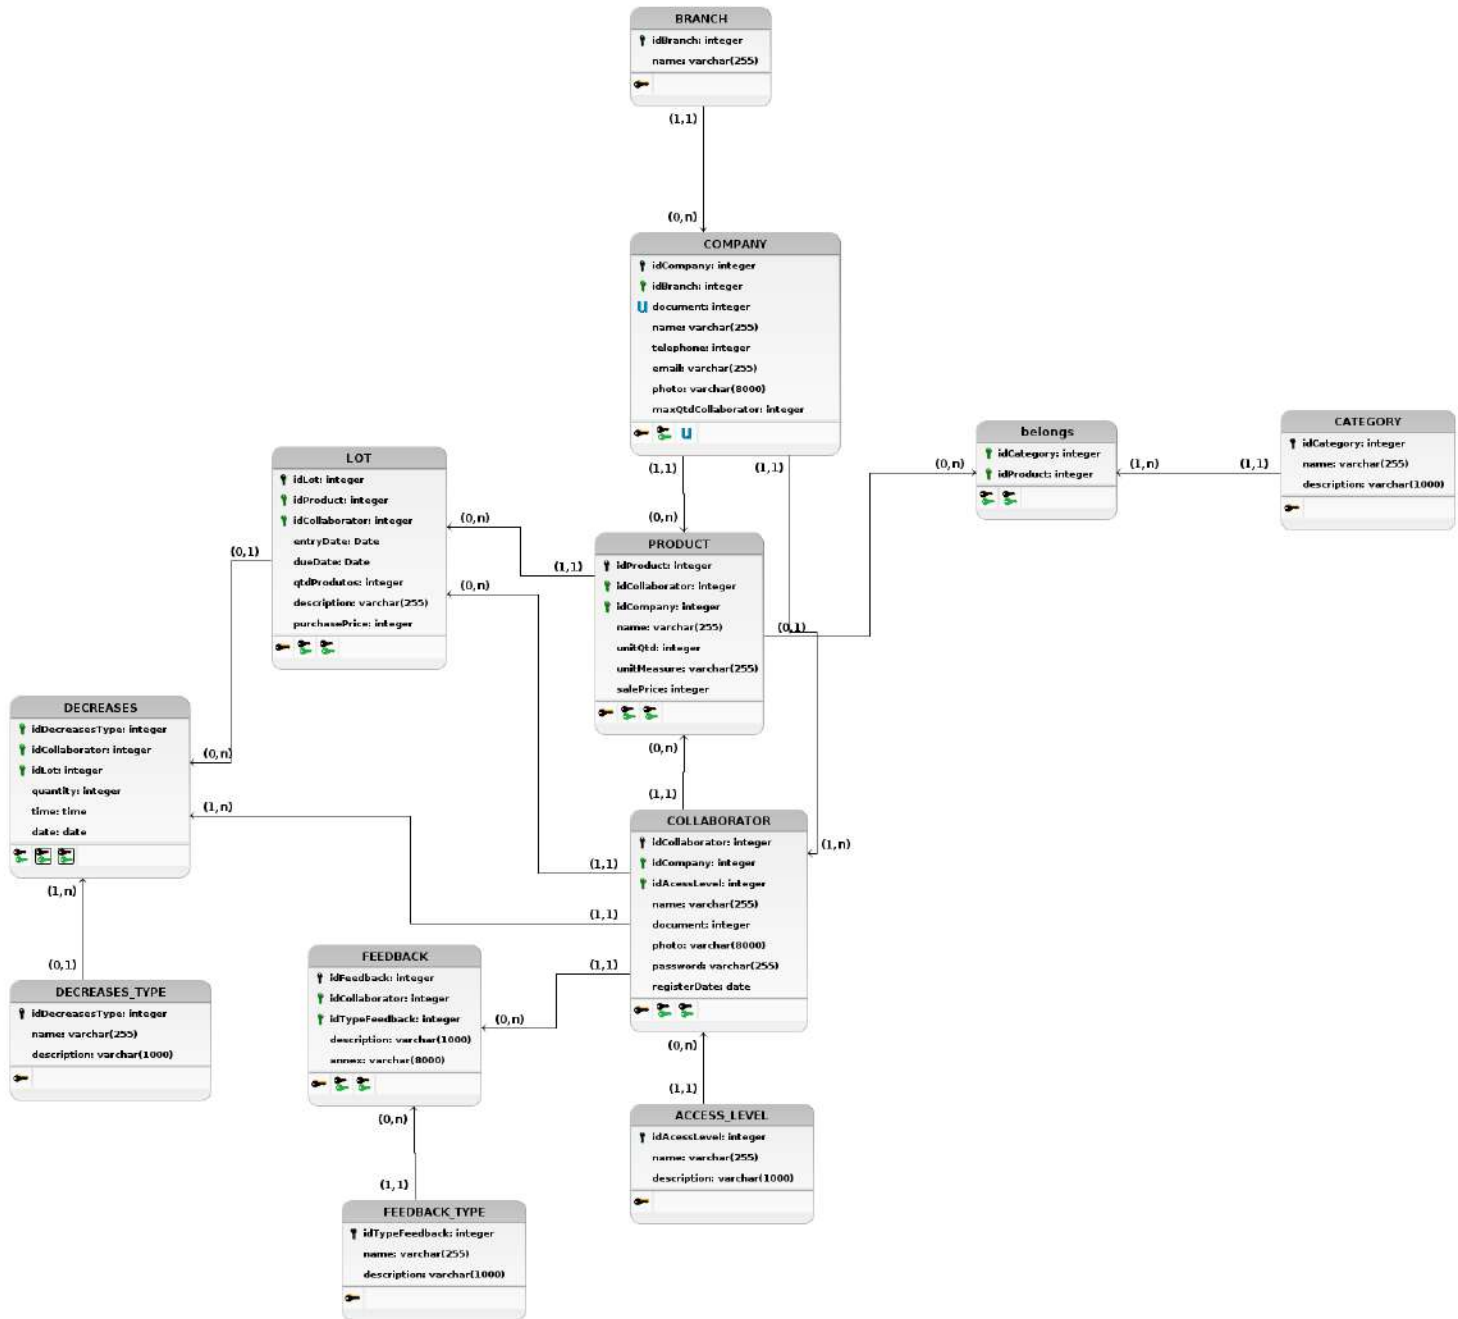 BRANCH
idBranch: integer
name: varchar(255)
(1,1)
(0,n)
COMPANY
idCompany: integer
idBranch: integer
U document: integer
name: varchar(255)
telephone: integer
email: varchar(255)
photo: varchar(8000)
maxQtdCollaborator: integer
U
(1,1)
(1,1)
(0,n)
belongs
idCategory: integer
idProduct: integer
(0,n)
(1,n)
(1,1)
CATEGORY
idCategory: integer
name: varchar(255)
description: varchar(1000)
LOT
idLot: integer
idProduct: integer
idCollaborator: integer
entryDate: Date
dueDate: Date
qtdProdutos: integer
description: varchar(255)
purchasePrice: integer
(0,n)
(1,1)
(0,n)
(0,1)
PRODUCT
idProduct: integer
idCollaborator: integer
idCompany: integer
name: varchar(255)
unitQtd: integer
unitMeasure: varchar(255)
salePrice: integer
(0,1)
(0,n)
(1,1)
DECREASES
idDecreasesType: integer
idCollaborator: integer
idLot: integer
quantity: integer
time: time
date: date
(0,n)
(1,n)
(1,n)
(0,1)
COLLABORATOR
idCollaborator: integer
idCompany: integer
idAcessLevel: integer
name: varchar(255)
document: integer
photo: varchar(8000)
password: varchar(255)
registerDate: date
(1,n)
(1,1)
(1,1)
(1,1)
(0,n)
(1,1)
DECREASES_TYPE
idDecreasesType: integer
name: varchar(255)
description: varchar(1000)
FEEDBACK
idFeedback: integer
idCollaborator: integer
idTypeFeedback: integer
description: varchar(1000)
annex: varchar(8000)
(0,n)
(0,n)
(1,1)
ACCESS_LEVEL
idAcessLevel: integer
name: varchar(255)
description: varchar(1000)
FEEDBACK_TYPE
idTypeFeedback: integer
name: varchar(255)
description: varchar(1000)